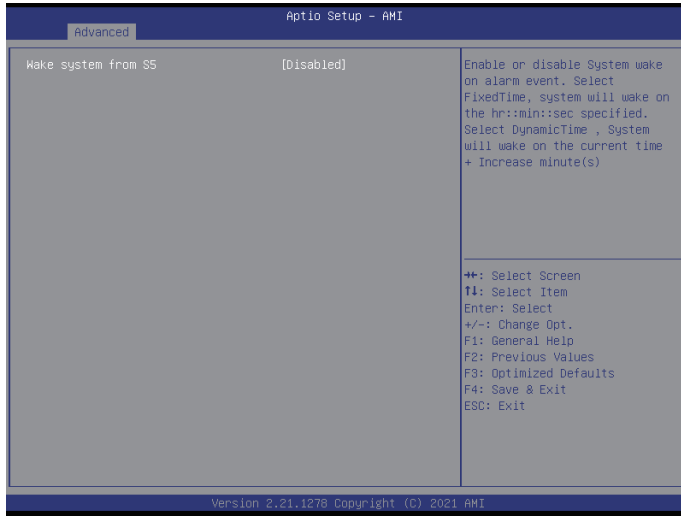 Aptio Setup – AMI
Advanced
Wake system from S5 [Disabled]
Enable or disable System wake
on alarm event. Select
FixedTime, system will wake on
the hr::min::sec specified.
Select DynamicTime , System
will wake on the current time
+ Increase minute(s)
→←: Select Screen
↑↓: Select Item
Enter: Select
+/-: Change Opt.
F1: General Help
F2: Previous Values
F3: Optimized Defaults
F4: Save & Exit
ESC: Exit
Version 2.21.1278 Copyright (C) 2021 AMI